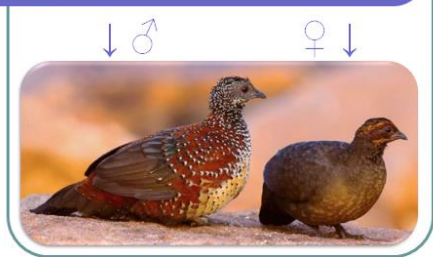 ↓ ♂ ♀ ↓